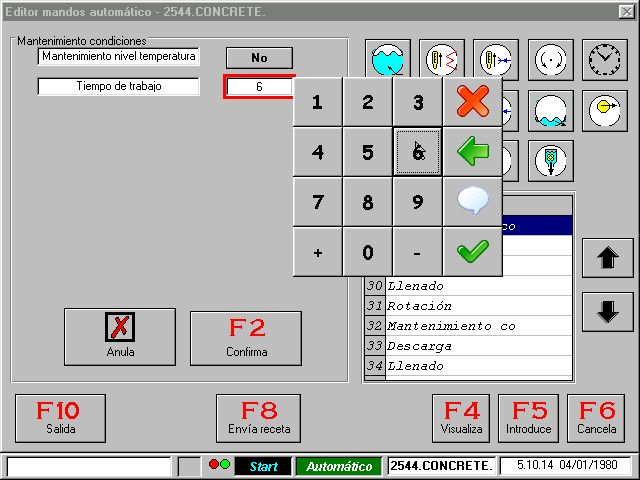 Editor mandos automático - 2544.CONCRETE.
Mantenimiento condiciones
Mantenimiento nivel temperatura
No
Tiempo de trabajo
6
1 2 3
4 5 6
7 8 9
+ 0 -
co
30 Llenado
31 Rotación
32 Mantenimiento co
33 Descarga
34 Llenado
Anula
F2
Confirma
F10
Salida
F8
Envía receta
F4
Visualiza
F5
Introduce
F6
Cancela
Start
Automático
2544.CONCRETE.
5.10.14 04/01/1980